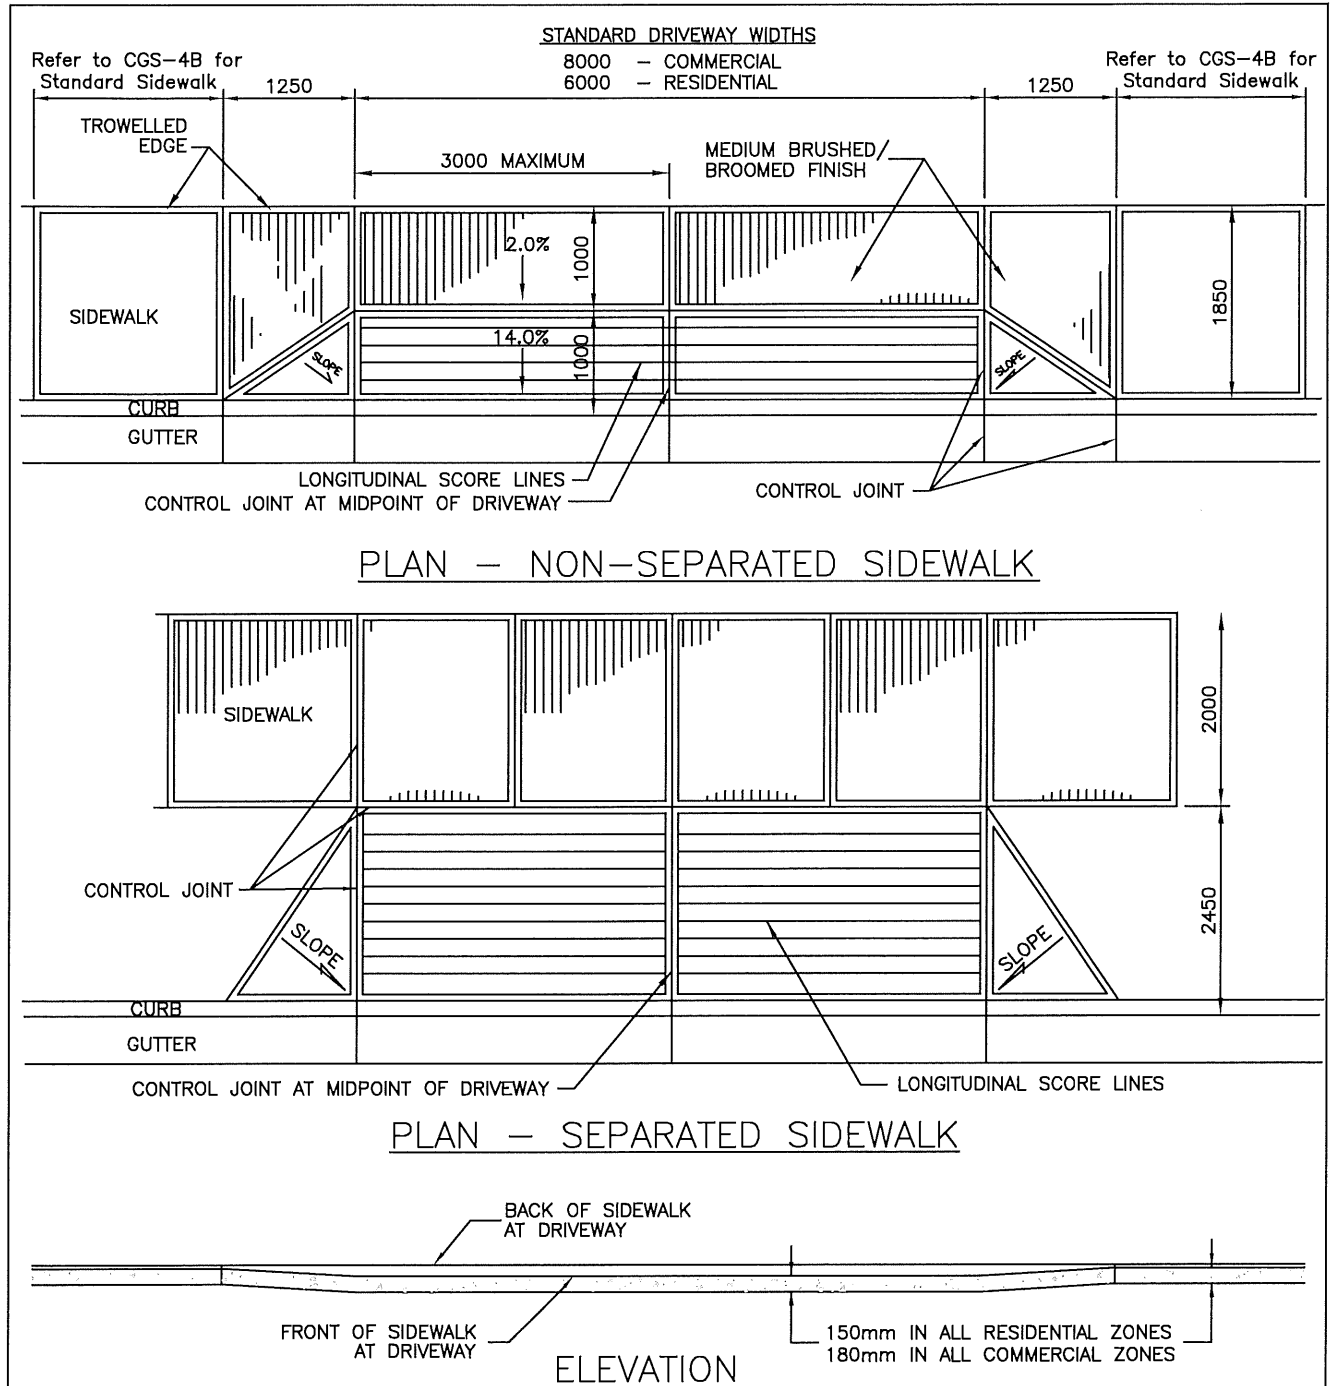 STANDARD DRIVEWAY WIDTHS
8000 – COMMERCIAL
6000 – RESIDENTIAL
Refer to CGS–4B for
Standard Sidewalk
1250
1250
Refer to CGS–4B for
Standard Sidewalk
TROWELLED
EDGE
3000 MAXIMUM
MEDIUM BRUSHED/
BROOMED FINISH
2.0%
1000
SIDEWALK
14.0%
1000
SLOPE
SLOPE
1850
CURB
GUTTER
LONGITUDINAL SCORE LINES
CONTROL JOINT AT MIDPOINT OF DRIVEWAY
CONTROL JOINT
PLAN – NON–SEPARATED SIDEWALK
SIDEWALK
2000
CONTROL JOINT
SLOPE
SLOPE
2450
CURB
GUTTER
CONTROL JOINT AT MIDPOINT OF DRIVEWAY
LONGITUDINAL SCORE LINES
PLAN – SEPARATED SIDEWALK
BACK OF SIDEWALK
AT DRIVEWAY
FRONT OF SIDEWALK
AT DRIVEWAY
150mm IN ALL RESIDENTIAL ZONES
180mm IN ALL COMMERCIAL ZONES
ELEVATION